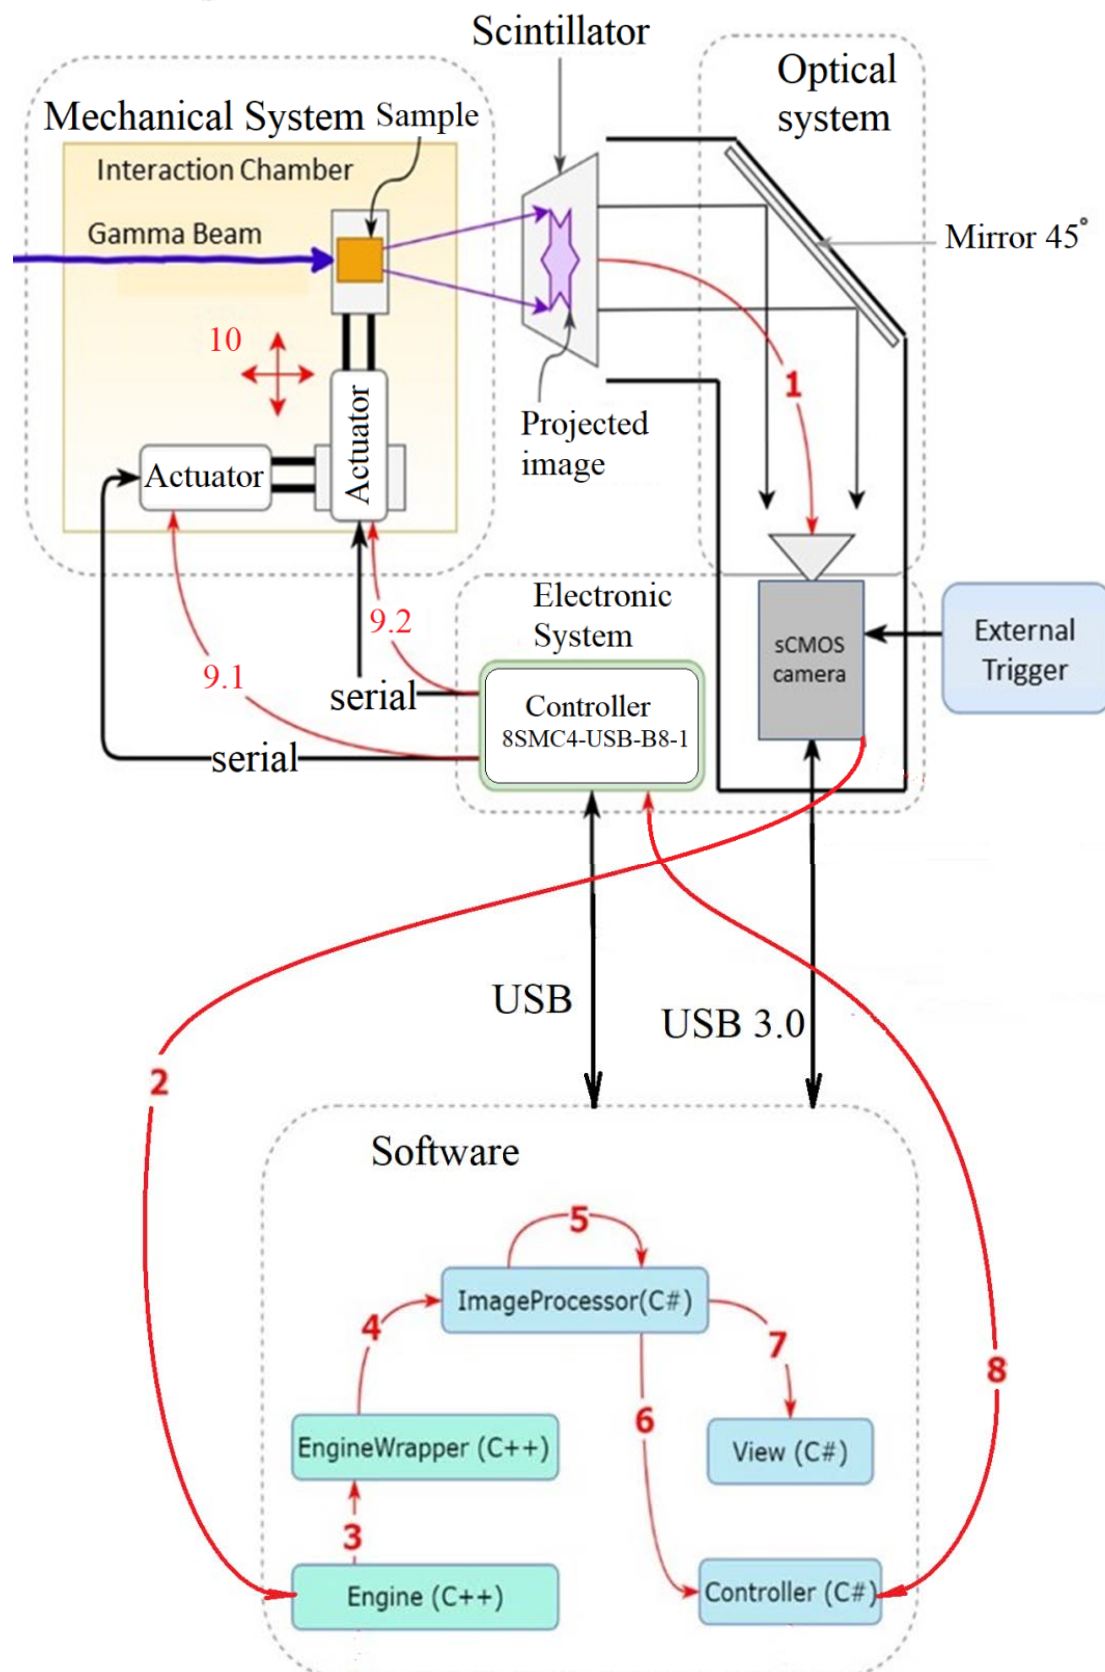 Scintillator
Optical
system
Mechanical System
Sample
Interaction Chamber
Gamma Beam
Mirror 45°
10
1
Projected
image
Actuator
Actuator
Electronic
System
9.2
9.1
sCMOS
camera
External
Trigger
serial
Controller
8SMC4-USB-B8-1
serial
USB
USB 3.0
2
Software
5
ImageProcessor(C#)
4
7
8
6
EngineWrapper (C++)
View (C#)
3
Engine (C++)
Controller (C#)